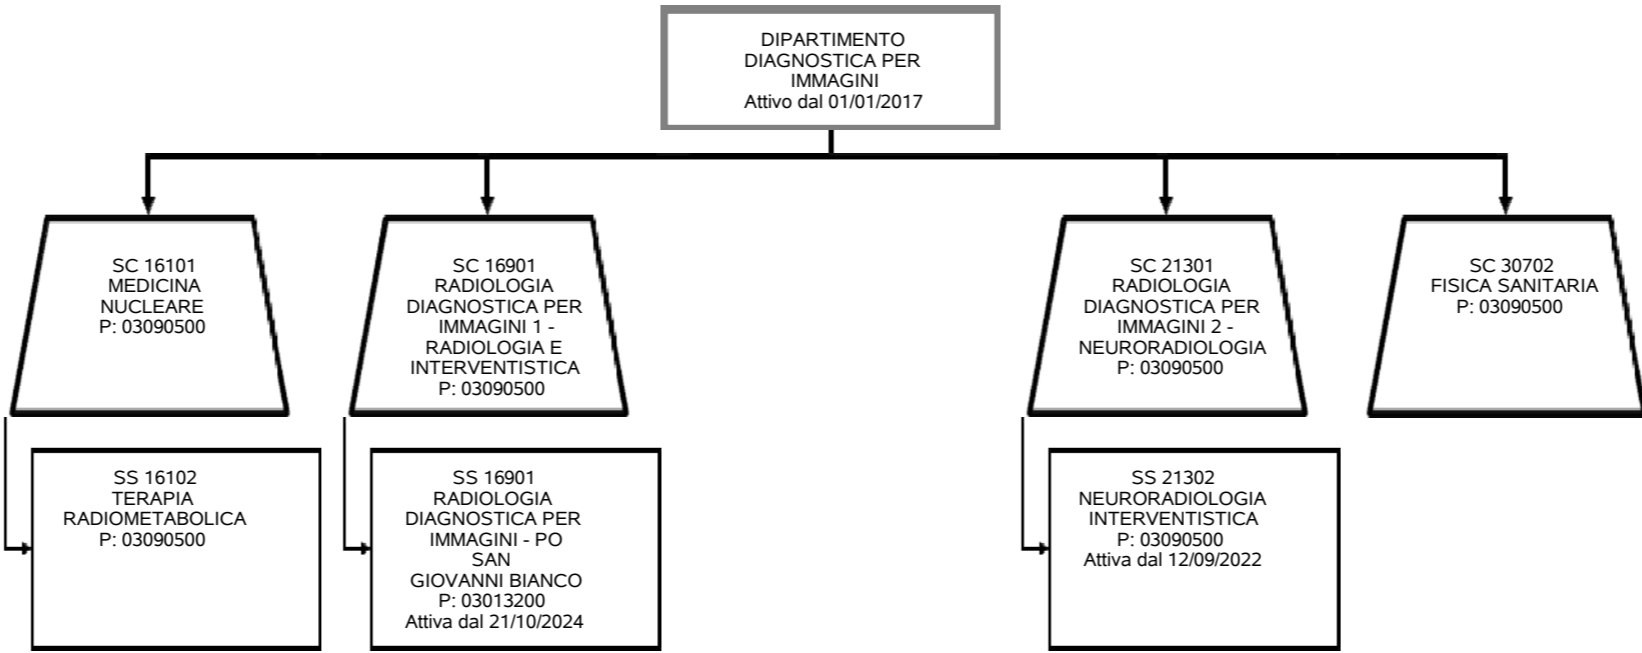 DIPARTIMENTO
DIAGNOSTICA PER
IMMAGINI
Attivo dal 01/01/2017
SC 16101
MEDICINA
NUCLEARE
P: 03090500
SC 16901
RADIOLOGIA
DIAGNOSTICA PER
IMMAGINI 1 -
RADIOLOGIA E
INTERVENTISTICA
P: 03090500
SC 21301
RADIOLOGIA
DIAGNOSTICA PER
IMMAGINI 2 -
NEURORADIOLOGIA
P: 03090500
SC 30702
FISICA SANITARIA
P: 03090500
SS 16102
TERAPIA
RADIOMETABOLICA
P: 03090500
SS 16901
RADIOLOGIA
DIAGNOSTICA PER
IMMAGINI - PO
SAN
GIOVANNI BIANCO
P: 03013200
Attiva dal 21/10/2024
SS 21302
NEURORADIOLOGIA
INTERVENTISTICA
P: 03090500
Attiva dal 12/09/2022